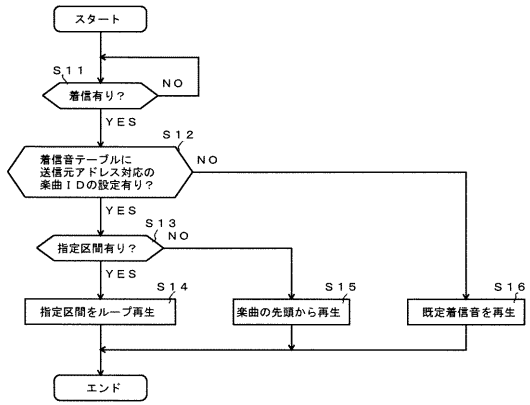 スタート
S11
着信有り?
NO
YES
S12
着信音テーブルに
送信元アドレス対応の
楽曲IDの設定有り?
NO
YES
S13
指定区間有り?
NO
YES
S14
指定区間をループ再生
S15
楽曲の先頭から再生
S16
既定着信音を再生
エンド